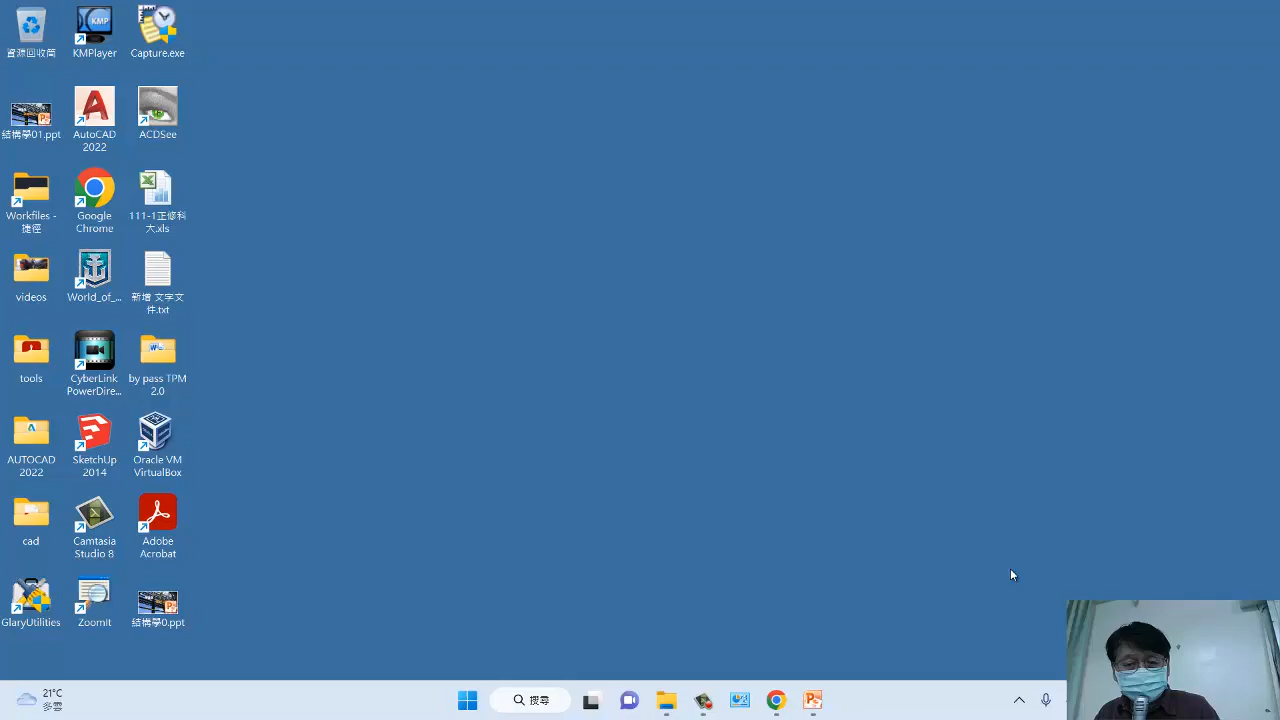 資源回收筒
KMPlayer
Capture.exe
結構學01.ppt
AutoCAD
2022
ACDSee
Workfiles -
捷徑
Google
Chrome
111-1正修科
大.xls
videos
World_of_...
新增 文字文
件.txt
tools
CyberLink
PowerDire...
by pass TPM
2.0
AUTOCAD
2022
SketchUp
2014
Oracle VM
VirtualBox
cad
Camtasia
Studio 8
Adobe
Acrobat
GlaryUtilities
ZoomIt
結構學0.ppt
21°C
多雲
搜尋